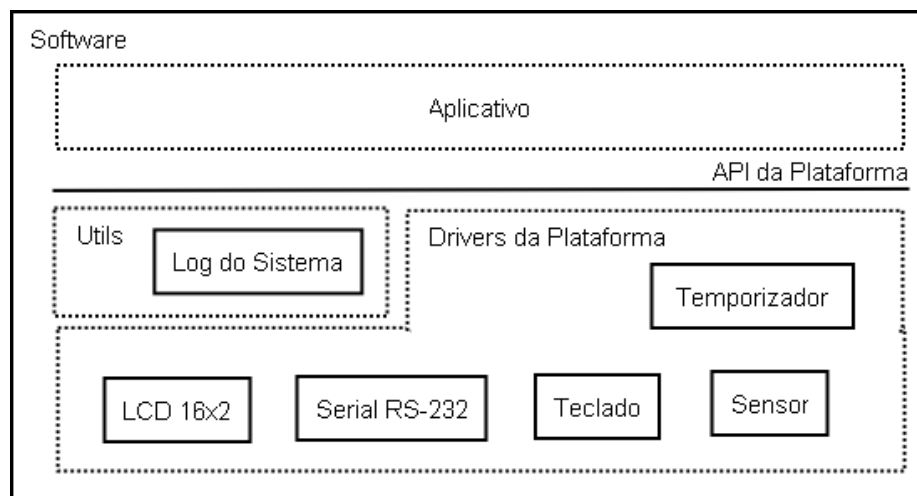 Software
Aplicativo
API da Plataforma
Utils
Log do Sistema
Drivers da Plataforma
Temporizador
LCD 16x2
Serial RS-232
Teclado
Sensor